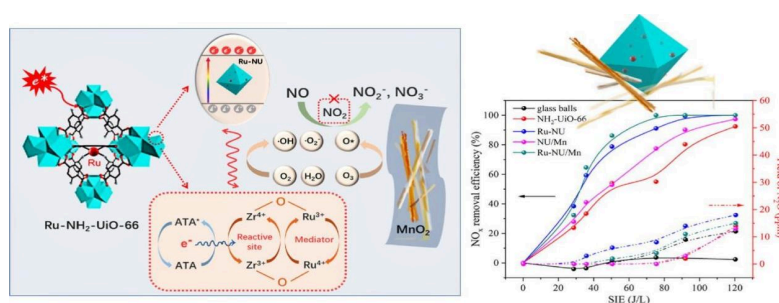 e⁻
Ru
Ru-NH₂-UiO-66
e⁻ e⁻ e⁻ e⁻
Ru-NU
NO
NO₂
NO₂⁻, NO₃⁻
·OH
·O₂⁻
O•
O₂
H₂O
O₃
MnO₂
O
ATA⁺
Zr⁴⁺
Ru³⁺
e⁻
Reactive site
Mediator
ATA
Zr³⁺
Ru⁴⁺
O
glass balls
NH₂-UiO-66
Ru-NU
NU/Mn
Ru-NU/Mn
NOₓ removal efficiency (%)
100
80
60
40
20
0
60
50
40
30
20
10
0
0 20 40 60 80 100 120
SIE (J/L)